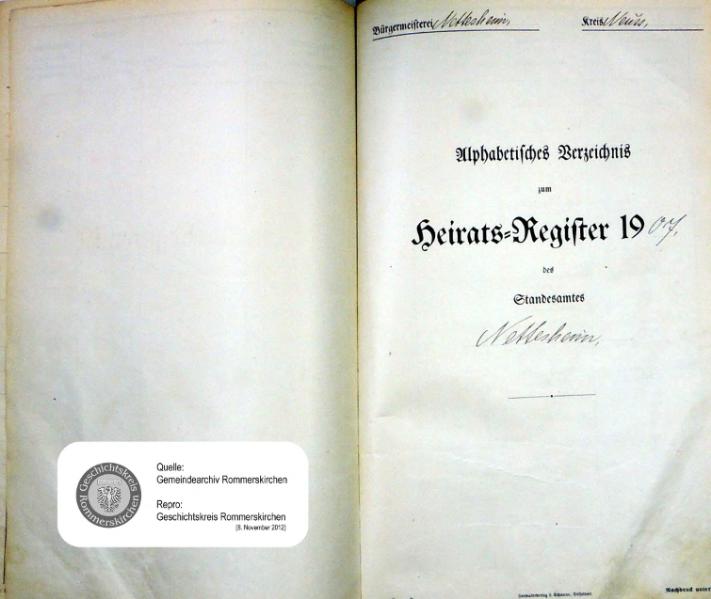 Bürgermeisterei Nettesheim, Kreis Neuss,
Alphabetisches Verzeichnis
zum
Heirats-Register 1907.
des
Standesamtes
Nettesheim,
Geschichtskreis
Rommerskirchen
Quelle:
Gemeindearchiv Rommerskirchen
Repro:
Geschichtskreis Rommerskirchen
(8. November 2012)
Nachdruck